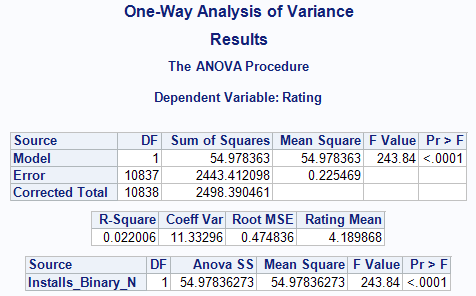 One-Way Analysis of Variance
Results
The ANOVA Procedure
Dependent Variable: Rating
Source DF Sum of Squares Mean Square F Value Pr > F
Model 1 54.978363 54.978363 243.84 <.0001
Error 10837 2443.412098 0.225469
Corrected Total 10838 2498.390461
R-Square Coeff Var Root MSE Rating Mean
0.022006 11.33296 0.474836 4.189868
Source DF Anova SS Mean Square F Value Pr > F
Installs_Binary_N 1 54.97836273 54.97836273 243.84 <.0001